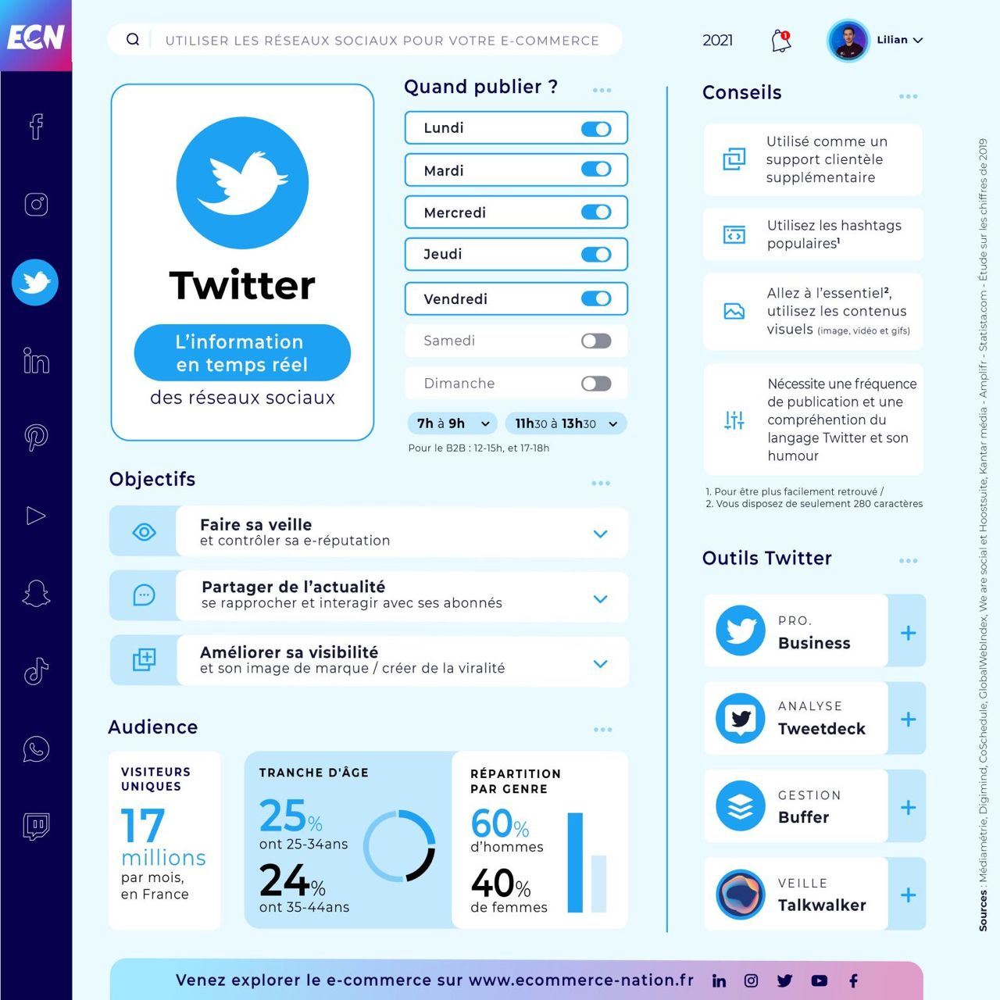 ECN
UTILISER LES RÉSEAUX SOCIAUX POUR VOTRE E-COMMERCE
2021
1
Lilian
Twitter
L'information
en temps réel
des réseaux sociaux
Quand publier ?
Lundi
Mardi
Mercredi
Jeudi
Vendredi
Samedi
Dimanche
7h à 9h
11h30 à 13h30
Pour le B2B : 12-15h, et 17-18h
Objectifs
Faire sa veille
et contrôler sa e-réputation
Partager de l'actualité
se rapprocher et interagir avec ses abonnés
Améliorer sa visibilité
et son image de marque / créer de la viralité
Audience
VISITEURS
UNIQUES
17
millions
par mois,
en France
TRANCHE D'ÂGE
25%
ont 25-34ans
24%
ont 35-44ans
RÉPARTITION
PAR GENRE
60%
d'hommes
40%
de femmes
Conseils
Utilisé comme un
support clientèle
supplémentaire
Utilisez les hashtags
populaires¹
Allez à l'essentiel²,
utilisez les contenus
visuels (image, vidéo et gifs)
Nécessite une fréquence
de publication et une
compréhention du
langage Twitter et son
humour
1. Pour être plus facilement retrouvé /
2. Vous disposez de seulement 280 caractères
Outils Twitter
PRO.
Business
ANALYSE
Tweetdeck
GESTION
Buffer
VEILLE
Talkwalker
Sources : Médiamétrie, Digimind, CoSchedule, GlobalWebIndex, We are social et Hoostsuite, Kantar média - Amplifr - Statista.com - Étude sur les chiffres de 2019
Venez explorer le e-commerce sur www.ecommerce-nation.fr